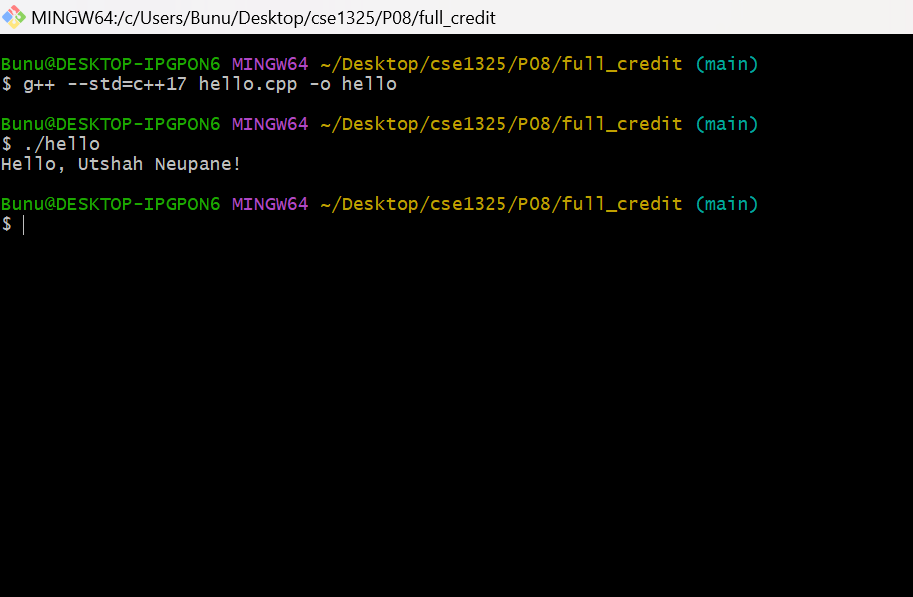 MINGW64:/c/Users/Bunu/Desktop/cse1325/P08/full_credit
Bunu@DESKTOP-IPGPON6 MINGW64 ~/Desktop/cse1325/P08/full_credit (main)
$ g++ --std=c++17 hello.cpp -o hello
Bunu@DESKTOP-IPGPON6 MINGW64 ~/Desktop/cse1325/P08/full_credit (main)
$ ./hello
Hello, Utshah Neupane!
Bunu@DESKTOP-IPGPON6 MINGW64 ~/Desktop/cse1325/P08/full_credit (main)
$